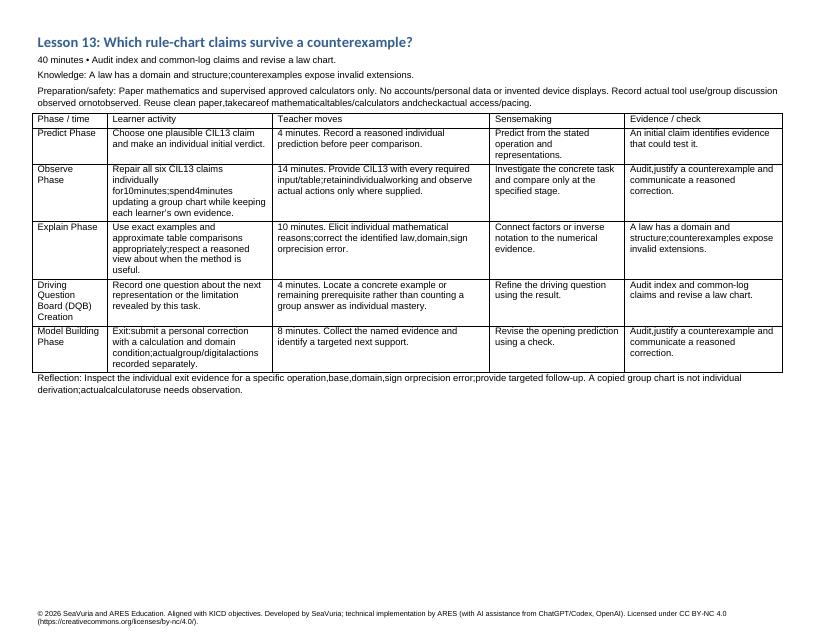 Lesson 13: Which rule-chart claims survive a counterexample?
40 minutes • Audit index and common-log claims and revise a law chart.
Knowledge: A law has a domain and structure;counterexamples expose invalid extensions.
Preparation/safety: Paper mathematics and supervised approved calculators only. No accounts/personal data or invented device displays. Record actual tool use/group discussion
observed ornotobserved. Reuse clean paper,takecareof mathematicaltables/calculators andcheckactual access/pacing.
Phase / time
Learner activity
Teacher moves
Sensemaking
Evidence / check
Predict Phase
Choose one plausible CIL13 claim
and make an individual initial verdict.
4 minutes. Record a reasoned individual
prediction before peer comparison.
Predict from the stated
operation and
representations.
An initial claim identifies evidence
that could test it.
Observe
Phase
Repair all six CIL13 claims
individually
for10minutes;spend4minutes
updating a group chart while keeping
each learner's own evidence.
14 minutes. Provide CIL13 with every required
input/table;retainindividualworking and observe
actual actions only where supplied.
Investigate the concrete task
and compare only at the
specified stage.
Audit,justify a counterexample and
communicate a reasoned
correction.
Explain Phase
Use exact examples and
approximate table comparisons
appropriately;respect a reasoned
view about when the method is
useful.
10 minutes. Elicit individual mathematical
reasons;correct the identified law,domain,sign
orprecision error.
Connect factors or inverse
notation to the numerical
evidence.
A law has a domain and
structure;counterexamples expose
invalid extensions.
Driving
Question
Board (DQB)
Creation
Record one question about the next
representation or the limitation
revealed by this task.
4 minutes. Locate a concrete example or
remaining prerequisite rather than counting a
group answer as individual mastery.
Refine the driving question
using the result.
Audit index and common-log
claims and revise a law chart.
Model Building
Phase
Exit:submit a personal correction
with a calculation and domain
condition;actualgroup/digitalactions
recorded separately.
8 minutes. Collect the named evidence and
identify a targeted next support.
Revise the opening prediction
using a check.
Audit,justify a counterexample and
communicate a reasoned
correction.
Reflection: Inspect the individual exit evidence for a specific operation,base,domain,sign orprecision error;provide targeted follow-up. A copied group chart is not individual
derivation;actualcalculatoruse needs observation.
© 2026 SeaVuria and ARES Education. Aligned with KICD objectives. Developed by SeaVuria; technical implementation by ARES (with AI assistance from ChatGPT/Codex, OpenAI). Licensed under CC BY-NC 4.0
(https://creativecommons.org/licenses/by-nc/4.0/).